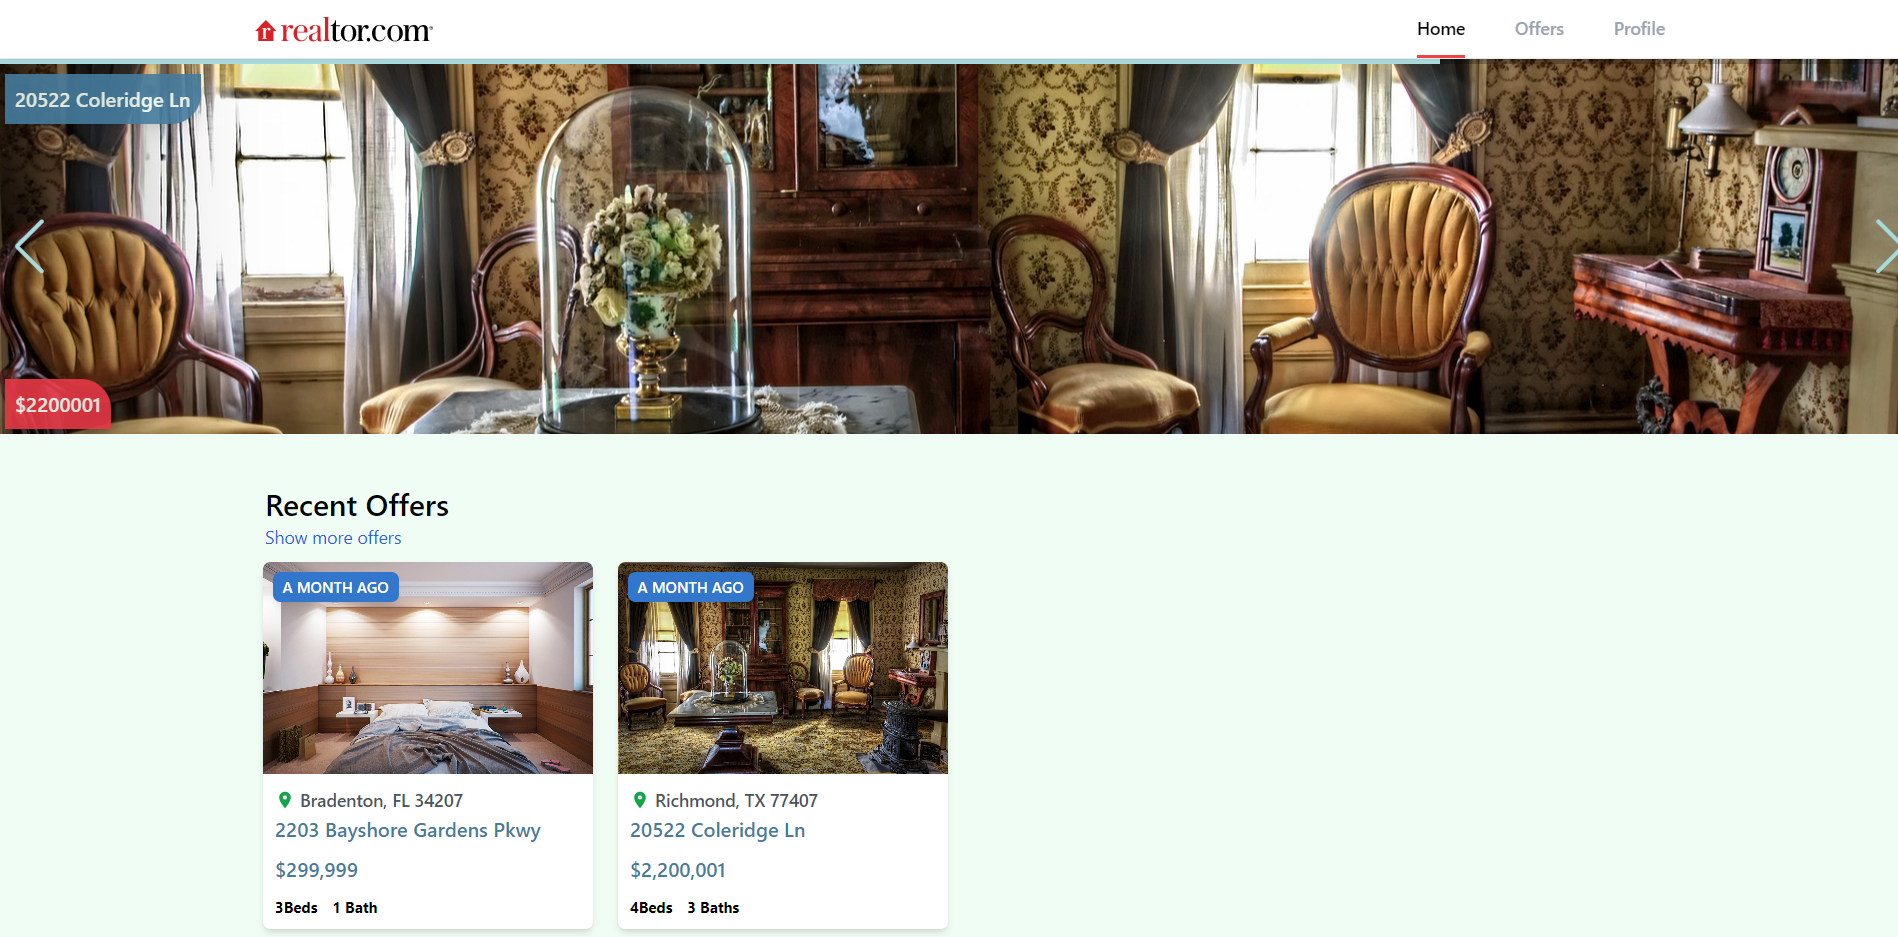 realtor.com®
Home
Offers
Profile
20522 Coleridge Ln
$2200001
Recent Offers
Show more offers
A MONTH AGO
Bradenton, FL 34207
2203 Bayshore Gardens Pkwy
$299,999
3Beds 1 Bath
A MONTH AGO
Richmond, TX 77407
20522 Coleridge Ln
$2,200,001
4Beds 3 Baths